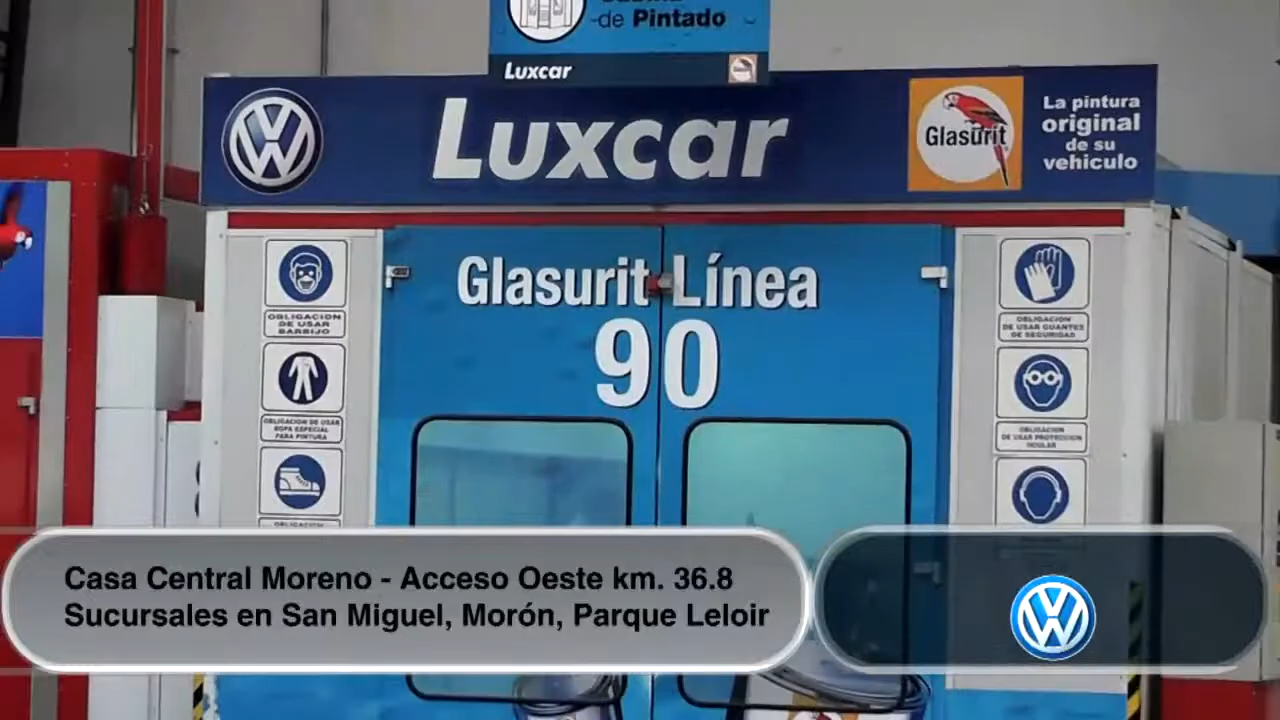 de Pintado
Luxcar
Luxcar
Glasurit
La pintura
original
de su
vehiculo
Glasurit Línea
90
OBLIGACION
DE USAR
BARBIJO
OBLIGACION DE USAR
ROPA ESPECIAL
PARA PINTURA
OBLIGACION
OBLIGACION
DE USAR GUANTES
DE SEGURIDAD
OBLIGACION
DE USAR PROTECCION
OCULAR
Casa Central Moreno - Acceso Oeste km. 36.8
Sucursales en San Miguel, Morón, Parque Leloir